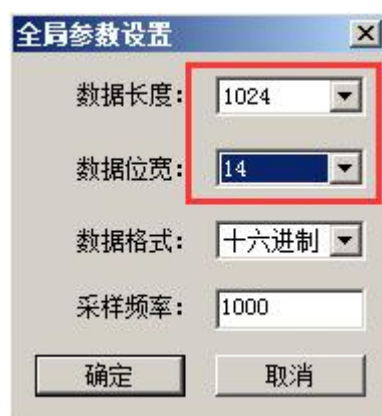 全局参数设置
数据长度： 1024
数据位宽： 14
数据格式： 十六进制
采样频率： 1000
确定 取消